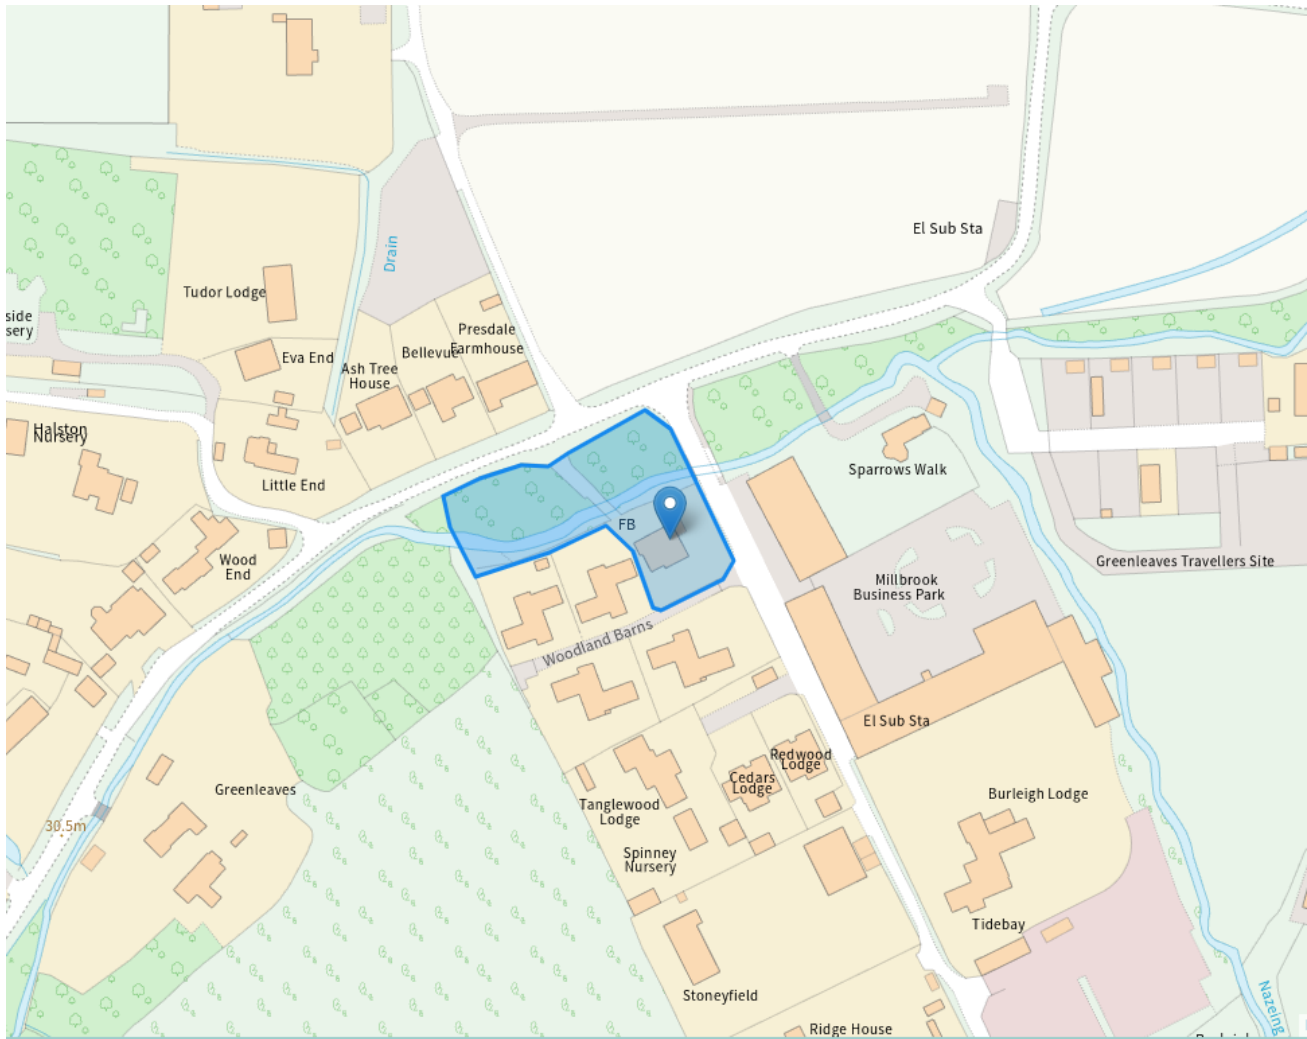 El Sub Sta
Drain
Tudor Lodge
side
sery
Presdale
Farmhouse
Bellevue
Eva End
Ash Tree
House
Halston
Nursery
Little End
Sparrows Walk
FB
Wood
End
Greenleaves Travellers Site
Millbrook
Business Park
Woodland Barns
El Sub Sta
Redwood
Lodge
Cedars
Lodge
Greenleaves
Burleigh Lodge
Tanglewood
Lodge
30.5m
Spinney
Nursery
Tidebay
Stoneyfield
Nazeing
Ridge House